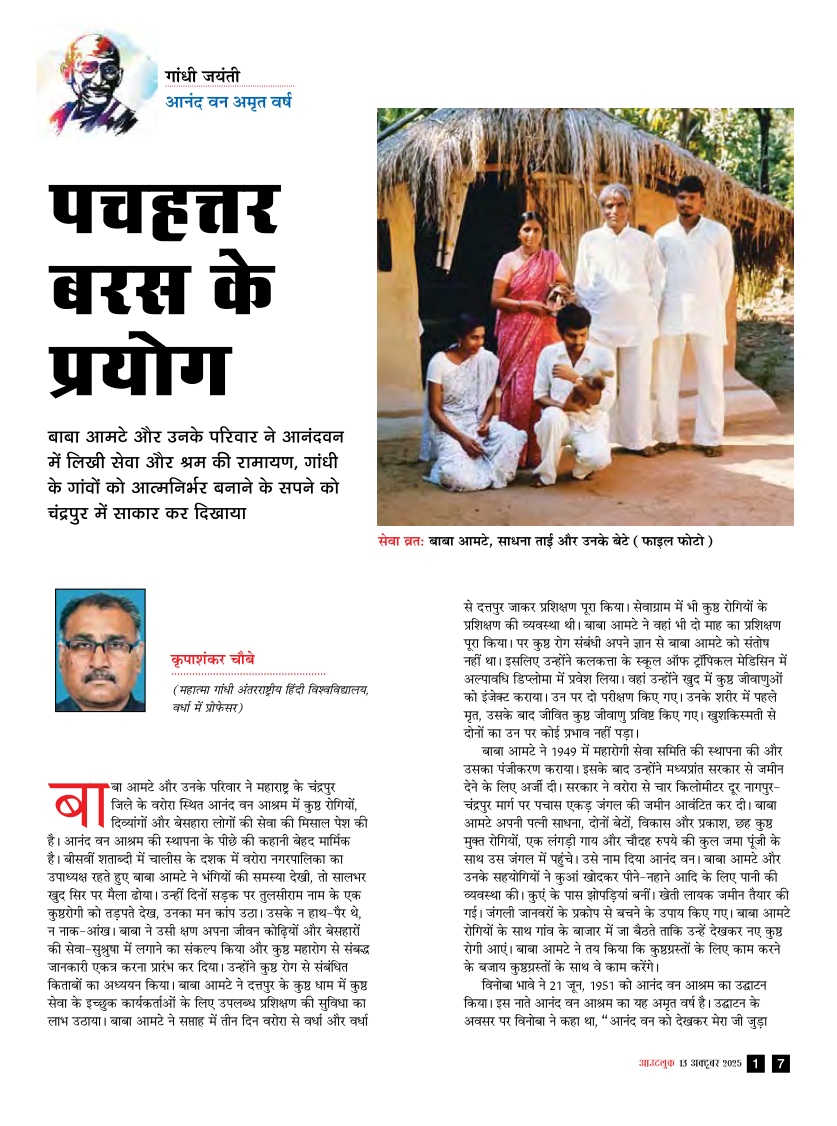 गांधी जयंती
आनंद वन अमृत वर्ष
पचहत्तर
बरस के
प्रयोग
बाबा आमटे और उनके परिवार ने आनंदवन
में लिखी सेवा और श्रम की रामायण, गांधी
के गांवों को आत्मनिर्भर बनाने के सपने को
चंद्रपुर में साकार कर दिखाया
सेवा व्रतः बाबा आमटे, साधना ताई और उनके बेटे ( फाइल फोटो )
कृपाशंकर चौबे
(महात्मा गांधी अंतरराष्ट्रीय हिंदी विश्वविद्यालय,
वर्धा में प्रोफेसर)
बाबा आमटे और उनके परिवार ने महाराष्ट्र के चंद्रपुर
जिले के वरोरा स्थित आनंद वन आश्रम में कुष्ठ रोगियों,
दिव्यांगों और बेसहारा लोगों की सेवा की मिसाल पेश की
है। आनंद वन आश्रम की स्थापना के पीछे की कहानी बेहद मार्मिक
है। बीसवीं शताब्दी में चालीस के दशक में वरोरा नगरपालिका का
उपाध्यक्ष रहते हुए बाबा आमटे ने भंगियों की समस्या देखी, तो सालभर
खुद सिर पर मैला ढोया। उन्हीं दिनों सड़क पर तुलसीराम नाम के एक
कुष्ठरोगी को तड़पते देख, उनका मन कांप उठा। उसके न हाथ-पैर थे,
न नाक-आंख। बाबा ने उसी क्षण अपना जीवन कोढ़ियों और बेसहारों
की सेवा-सुश्रुषा में लगाने का संकल्प किया और कुष्ठ महारोग से संबद्ध
जानकारी एकत्र करना प्रारंभ कर दिया। उन्होंने कुष्ठ रोग से संबंधित
किताबों का अध्ययन किया। बाबा आमटे ने दत्तपुर के कुष्ठ धाम में कुष्ठ
सेवा के इच्छुक कार्यकर्ताओं के लिए उपलब्ध प्रशिक्षण की सुविधा का
लाभ उठाया। बाबा आमटे ने सप्ताह में तीन दिन वरोरा से वर्धा और वर्धा
से दत्तपुर जाकर प्रशिक्षण पूरा किया। सेवाग्राम में भी कुष्ठ रोगियों के
प्रशिक्षण की व्यवस्था थी। बाबा आमटे ने वहां भी दो माह का प्रशिक्षण
पूरा किया। पर कुष्ठ रोग संबंधी अपने ज्ञान से बाबा आमटे को संतोष
नहीं था। इसलिए उन्होंने कलकत्ता के स्कूल ऑफ ट्रॉपिकल मेडिसिन में
अल्पावधि डिप्लोमा में प्रवेश लिया। वहां उन्होंने खुद में कुष्ठ जीवाणुओं
को इंजेक्ट कराया। उन पर दो परीक्षण किए गए। उनके शरीर में पहले
मृत, उसके बाद जीवित कुष्ठ जीवाणु प्रविष्ट किए गए। खुशकिस्मती से
दोनों का उन पर कोई प्रभाव नहीं पड़ा।
बाबा आमटे ने 1949 में महारोगी सेवा समिति की स्थापना की और
उसका पंजीकरण कराया। इसके बाद उन्होंने मध्यप्रांत सरकार से जमीन
देने के लिए अर्जी दी। सरकार ने वरोरा से चार किलोमीटर दूर नागपुर-
चंद्रपुर मार्ग पर पचास एकड़ जंगल की जमीन आवंटित कर दी। बाबा
आमटे अपनी पत्नी साधना, दोनों बेटों, विकास और प्रकाश, छह कुष्ठ
मुक्त रोगियों, एक लंगड़ी गाय और चौदह रुपये की कुल जमा पूंजी के
साथ उस जंगल में पहुंचे। उसे नाम दिया आनंद वन। बाबा आमटे और
उनके सहयोगियों ने कुआं खोदकर पीने-नहाने आदि के लिए पानी की
व्यवस्था की। कुएं के पास झोपड़ियां बनीं। खेती लायक जमीन तैयार की
गई। जंगली जानवरों के प्रकोप से बचने के उपाय किए गए। बाबा आमटे
रोगियों के साथ गांव के बाजार में जा बैठते ताकि उन्हें देखकर नए कुष्ठ
रोगी आएं। बाबा आमटे ने तय किया कि कुष्ठग्रस्तों के लिए काम करने
के बजाय कुष्ठग्रस्तों के साथ वे काम करेंगे।
विनोबा भावे ने 21 जून, 1951 को आनंद वन आश्रम का उद्घाटन
किया। इस नाते आनंद वन आश्रम का यह अमृत वर्ष है। उद्घाटन के
अवसर पर विनोबा ने कहा था, “आनंद वन को देखकर मेरा जी जुड़ा
आउटलुक 13 अक्टूबर 2025 1 7